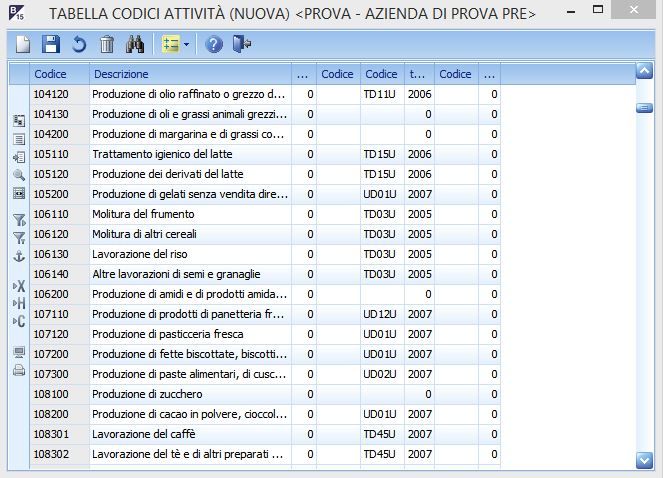 B 15 TABELLA CODICI ATTIVITÀ (NUOVA) <PROVA - AZIENDA DI PROVA PRE>
Codice Descrizione ... Codice Codice t... Codice ...
104120 Produzione di olio raffinato o grezzo d... 0 TD11U 2006 0
104130 Produzione di oli e grassi animali grezzi... 0 0 0
104200 Produzione di margarina e di grassi co... 0 0 0
105110 Trattamento igienico del latte 0 TD15U 2006 0
105120 Produzione dei derivati del latte 0 TD15U 2006 0
105200 Produzione di gelati senza vendita dire... 0 UD01U 2007 0
106110 Molitura del frumento 0 TD03U 2005 0
106120 Molitura di altri cereali 0 TD03U 2005 0
106130 Lavorazione del riso 0 TD03U 2005 0
106140 Altre lavorazioni di semi e granaglie 0 TD03U 2005 0
106200 Produzione di amidi e di prodotti amida... 0 0 0
107110 Produzione di prodotti di panetteria fr... 0 UD12U 2007 0
107120 Produzione di pasticceria fresca 0 UD01U 2007 0
107200 Produzione di fette biscottate, biscotti... 0 UD01U 2007 0
107300 Produzione di paste alimentari, di cusc... 0 UD02U 2007 0
108100 Produzione di zucchero 0 0 0
108200 Produzione di cacao in polvere, cioccol... 0 UD01U 2007 0
108301 Lavorazione del caffè 0 TD45U 2007 0
108302 Lavorazione del tè e di altri preparati ... 0 TD45U 2007 0
X
H
C